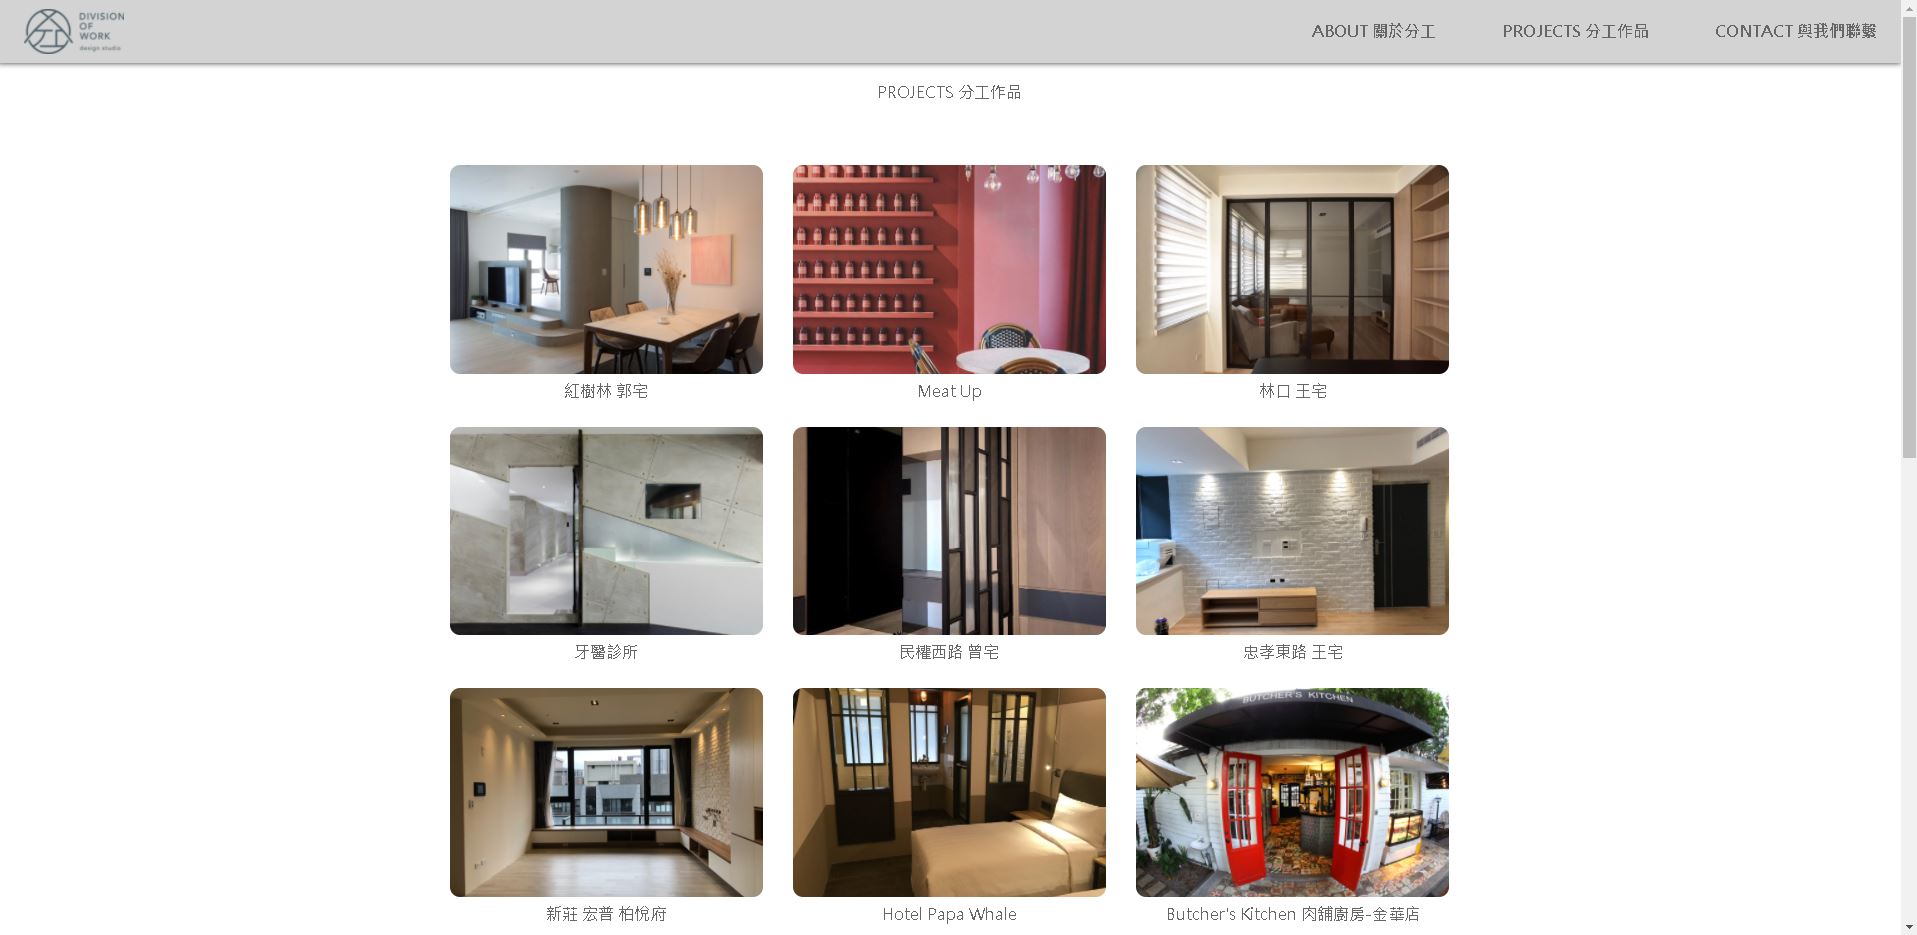 DIVISION
OF
WORK
design studio
ABOUT 關於分工
PROJECTS 分工作品
CONTACT 與我們聯繫
PROJECTS 分工作品
紅樹林 郭宅
Meat Up
林口 王宅
牙醫診所
民權西路 曾宅
忠孝東路 王宅
BUTCHER'S KITCHEN
新莊 宏普 柏悅府
Hotel Papa Whale
Butcher's Kitchen 肉舖廚房-金華店